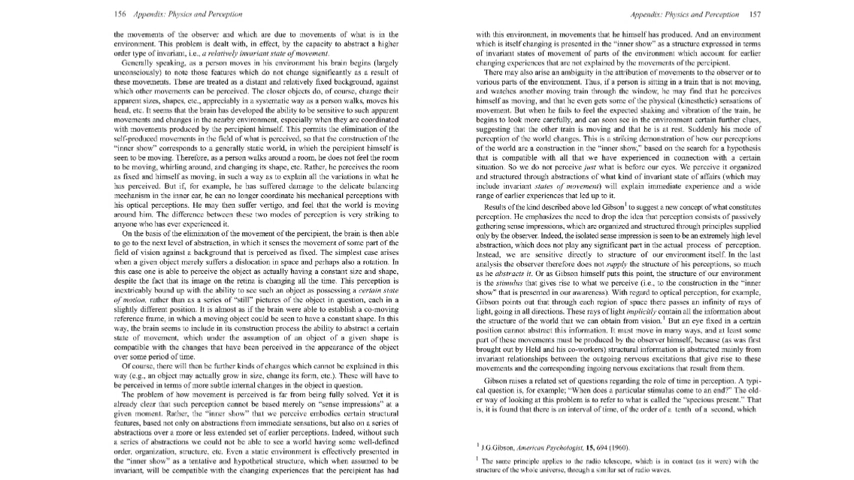 156   Appendix: Physics and Perception
the movements of the observer and which are due to movements of what is in the
environment. This problem is dealt with, in effect, by the capacity to abstract a higher
order type of invariant, i.e., a relatively invariant state of movement.
Generally speaking, as a person moves in his environment his brain begins (largely
unconsciously) to note those features which do not change significantly as a result of
these movements. These are treated as a distant and relatively fixed background, against
which other movements can be perceived. The closer objects do, of course, change their
apparent sizes, shapes, etc., appreciably in a systematic way as a person walks, moves his
head, etc. It seems that the brain has developed the ability to be sensitive to such apparent
movements and changes in the nearby environment, especially when they are coordinated
with movements produced by the percipient himself. This permits the elimination of the
self-produced movements in the field of what is perceived, so that the construction of the
"inner show" corresponds to a generally static world, in which the percipient himself is
seen to be moving. Therefore, as a person walks around a room, he does not feel the room
to be moving, whirling around, and changing its shape, etc. Rather, he perceives the room
as fixed and himself as moving, in such a way as to explain all the variations in what he
has perceived. But if, for example, he has suffered damage to the delicate balancing
mechanism in the inner ear, he can no longer coordinate his mechanical perceptions with
his optical perceptions. He may then suffer vertigo, and feel that the world is moving
around him. The difference between these two modes of perception is very striking to
anyone who has ever experienced it.
On the basis of the elimination of the movement of the percipient, the brain is then able
to go to the next level of abstraction, in which it senses the movement of some part of the
field of vision against a background that is perceived as fixed. The simplest case arises
when a given object merely suffers a dislocation in space and perhaps also a rotation. In
this case one is able to perceive the object as actually having a constant size and shape,
despite the fact that its image on the retina is changing all the time. This perception is
inextricably bound up with the ability to see such an object as possessing a certain state
of motion, rather than as a series of "still" pictures of the object in question, each in a
slightly different position. It is almost as if the brain were able to establish a co-moving
reference frame, in which a moving object could be seen to have a constant shape. In this
way, the brain seems to include in its construction process the ability to abstract a certain
state of movement, which under the assumption of an object of a given shape is
compatible with the changes that have been perceived in the appearance of the object
over some period of time.
Of course, there will then be further kinds of changes which cannot be explained in this
way (e.g., an object may actually grow in size, change its form, etc.). These will have to
be perceived in terms of more subtle internal changes in the object in question.
The problem of how movement is perceived is far from being fully solved. Yet it is
already clear that such perception cannot be based merely on "sense impressions" at a
given moment. Rather, the "inner show" that we perceive embodies certain structural
features, based not only on abstractions from immediate sensations, but also on a series of
abstractions over a more or less extended set of earlier perceptions. Indeed, without such
a series of abstractions we could not be able to see a world having some well-defined
order, organization, structure, etc. Even a static environment is effectively presented in
the "inner show" as a tentative and hypothetical structure, which when assumed to be
invariant, will be compatible with the changing experiences that the percipient has had
Appendix: Physics and Perception   157
with this environment, in movements that he himself has produced. And an environment
which is itself changing is presented in the "inner show" as a structure expressed in terms
of invariant states of movement of parts of the environment which account for earlier
changing experiences that are not explained by the movements of the percipient.
There may also arise an ambiguity in the attribution of movements to the observer or to
various parts of the environment. Thus, if a person is sitting in a train that is not moving,
and watches another moving train through the window, he may find that he perceives
himself as moving, and that he even gets some of the physical (kinesthetic) sensations of
movement. But when he fails to feel the expected shaking and vibration of the train, he
begins to look more carefully, and can soon see in the environment certain further clues,
suggesting that the other train is moving and that he is at rest. Suddenly his mode of
perception of the world changes. This is a striking demonstration of how our perceptions
of the world are a construction in the "inner show," based on the search for a hypothesis
that is compatible with all that we have experienced in connection with a certain
situation. So we do not perceive just what is before our eyes. We perceive it organized
and structured through abstractions of what kind of invariant state of affairs (which may
include invariant states of movement) will explain immediate experience and a wide
range of earlier experiences that led up to it.
Results of the kind described above led Gibson1 to suggest a new concept of what constitutes
perception. He emphasizes the need to drop the idea that perception consists of passively
gathering sense impressions, which are organized and structured through principles supplied
only by the observer. Indeed, the isolated sense impression is seen to be an extremely high level
abstraction, which does not play any significant part in the actual process of perception.
Instead, we are sensitive directly to structure of our environment itself. In the last
analysis the observer therefore does not supply the structure of his perceptions, so much
as he abstracts it. Or as Gibson himself puts this point, the structure of our environment
is the stimulus that gives rise to what we perceive (i.e., to the construction in the "inner
show" that is presented in our awareness). With regard to optical perception, for example,
Gibson points out that through each region of space there passes an infinity of rays of
light, going in all directions. These rays of light implicitly contain all the information about
the structure of the world that we can obtain from vision.1 But an eye fixed in a certain
position cannot abstract this information. It must move in many ways, and at least some
part of these movements must be produced by the observer himself, because (as was first
brought out by Held and his co-workers) structural information is abstracted mainly from
invariant relationships between the outgoing nervous excitations that give rise to these
movements and the corresponding ingoing nervous excitations that result from them.
Gibson raises a related set of questions regarding the role of time in perception. A typi-
cal question is, for example; "When does a particular stimulus come to an end?" The old-
er way of looking at this problem is to refer to what is called the "specious present." That
is, it is found that there is an interval of time, of the order of a tenth of a second, which
1 J.G.Gibson, American Psychologist, 15, 694 (1960).
1 The same principle applies to the radio telescope, which is in contact (as it were) with the
structure of the whole universe, through a similar set of radio waves.